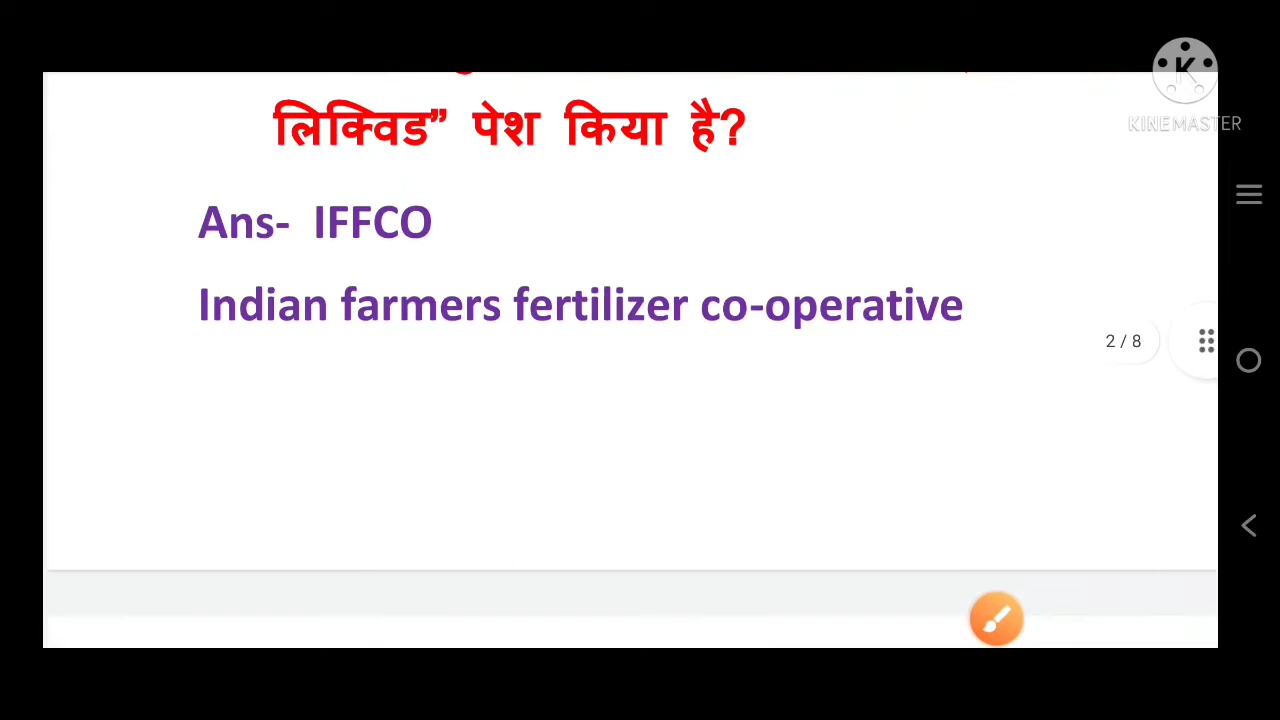 लिक्विड” पेश किया है?
Ans- IFFCO
Indian farmers fertilizer co-operative
2 / 8
K
KINEMASTER